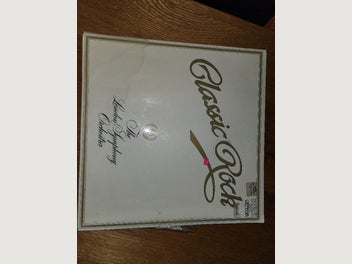 Classic Rock
The
London Symphony
Orchestra